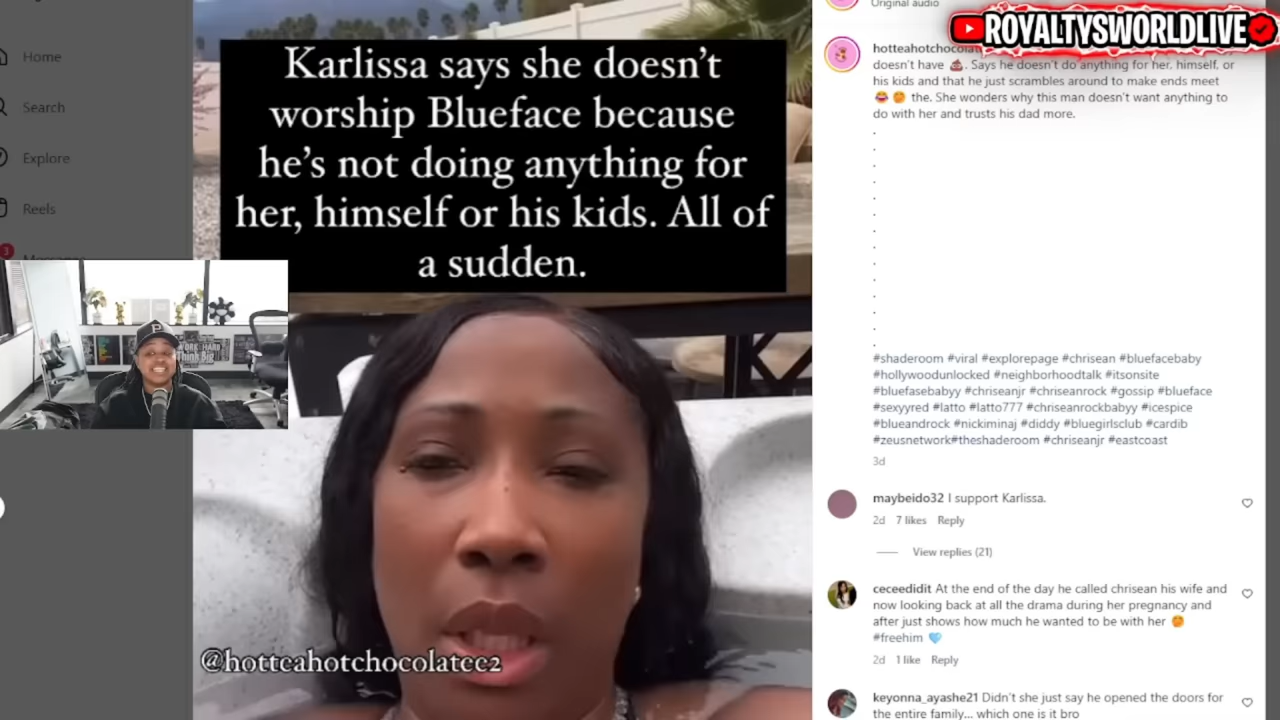 Original audio
ROYALTYSWORLDLIVE
Home
Search
Explore
Reels
3
Karlissa says she doesn't
worship Blueface because
he's not doing anything for
her, himself or his kids. All of
a sudden.
P
WORK HARD
Think Big
@hotteahotchocolatee2
doesn't have 💩. Says he doesn't do anything for her, himself, or
his kids and that he just scrambles around to make ends meet
😂 the. She wonders why this man doesn't want anything to
do with her and trusts his dad more.
.
.
.
.
.
.
.
.
.
.
.
.
.
.
#shaderoom #viral #explorepage #chrisean #bluefacebaby
#hollywoodunlocked #neighborhoodtalk #itsonsite
#bluefasebabyy #chriseanjr #chriseanrock #gossip #blueface
#sexyyred #latto #latto777 #chriseanrockbabyy #icespice
#blueandrock #nickiminaj #diddy #bluegirlsclub #cardib
#zeusnetwork#theshaderoom #chriseanjr #eastcoast
3d
maybeido32 I support Karlissa.
2d 7 likes Reply
View replies (21)
ceceedidit At the end of the day he called chrisean his wife and
now looking back at all the drama during her pregnancy and
after just shows how much he wanted to be with her
#freehim 🩵
2d 1 like Reply
keyonna_ayashe21 Didn't she just say he opened the doors for
the entire family... which one is it bro